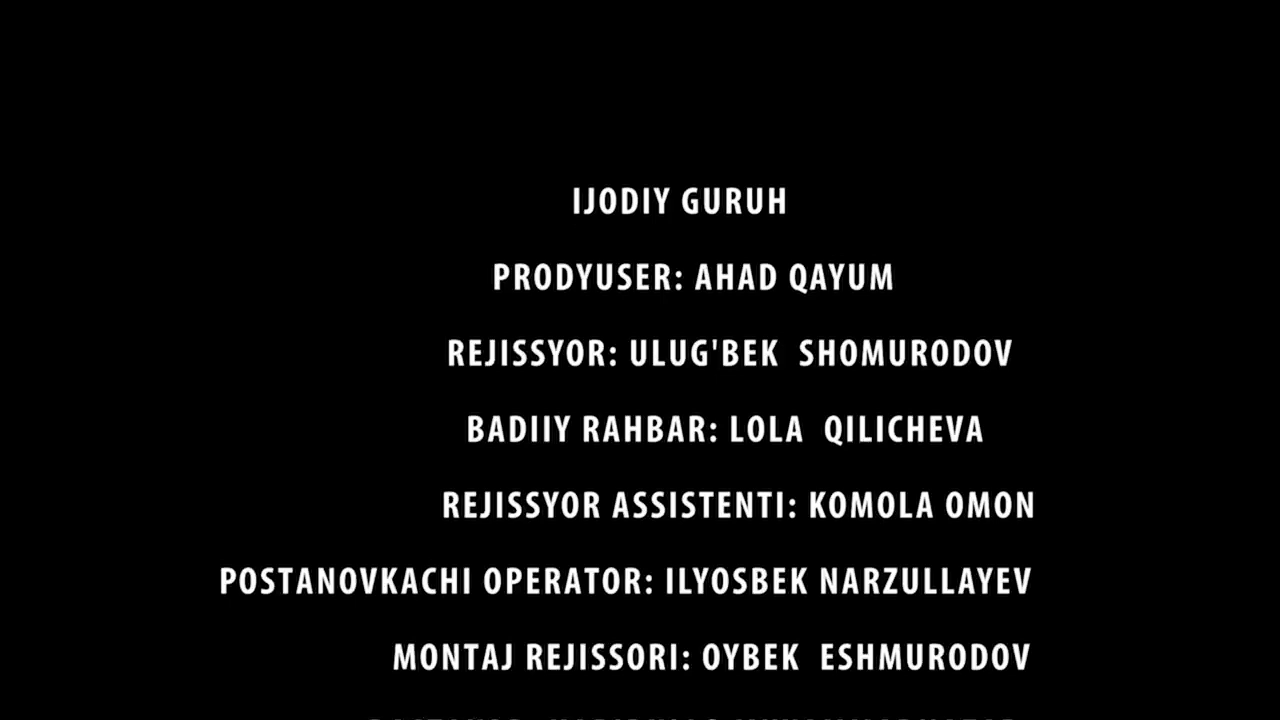 IJODIY GURUH
PRODYUSER: AHAD QAYUM
REJISSYOR: ULUG'BEK SHOMURODOV
BADIIY RAHBAR: LOLA QILICHEVA
REJISSYOR ASSISTENTI: KOMOLA OMON
POSTANOVKACHI OPERATOR: ILYOSBEK NARZULLAYEV
MONTAJ REJISSORI: OYBEK ESHMURODOV